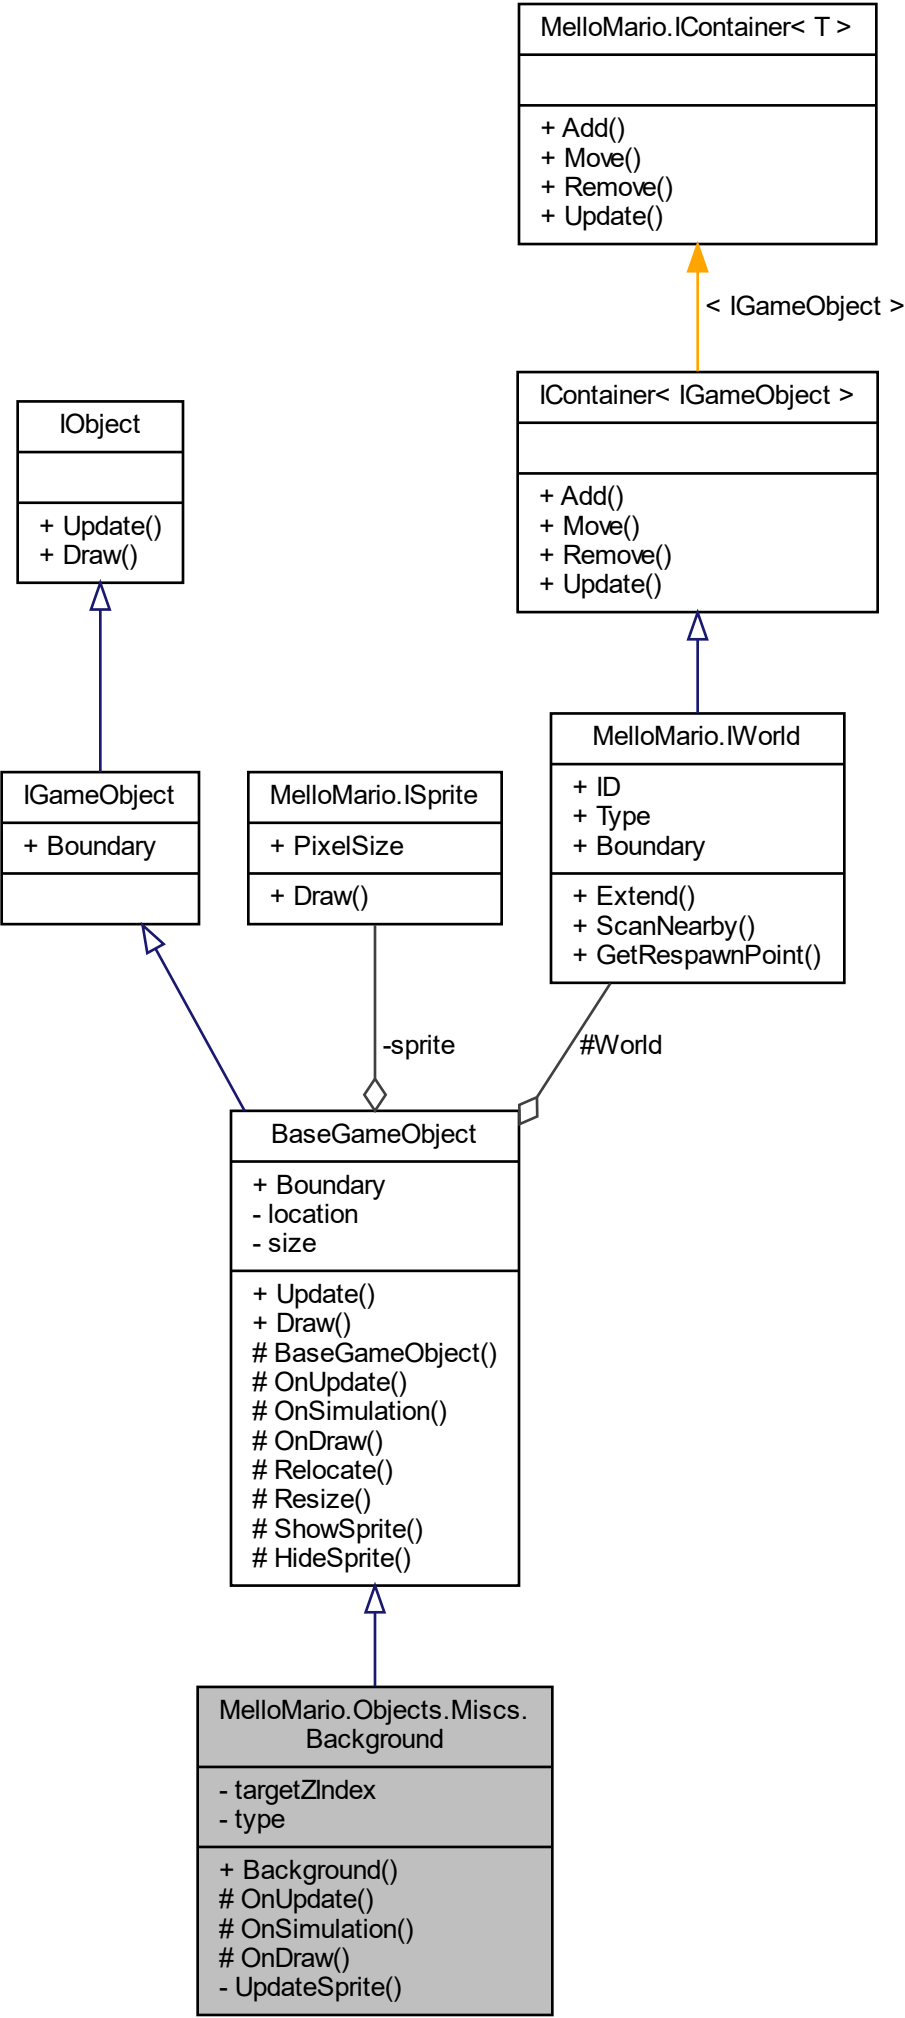 MelloMario.IContainer< T >
+ Add()
+ Move()
+ Remove()
+ Update()
< IGameObject >
IContainer< IGameObject >
+ Add()
+ Move()
+ Remove()
+ Update()
IObject
+ Update()
+ Draw()
IGameObject
+ Boundary
MelloMario.ISprite
+ PixelSize
+ Draw()
MelloMario.IWorld
+ ID
+ Type
+ Boundary
+ Extend()
+ ScanNearby()
+ GetRespawnPoint()
-sprite
#World
BaseGameObject
+ Boundary
- location
- size
+ Update()
+ Draw()
# BaseGameObject()
# OnUpdate()
# OnSimulation()
# OnDraw()
# Relocate()
# Resize()
# ShowSprite()
# HideSprite()
MelloMario.Objects.Miscs.
Background
- targetZIndex
- type
+ Background()
# OnUpdate()
# OnSimulation()
# OnDraw()
- UpdateSprite()